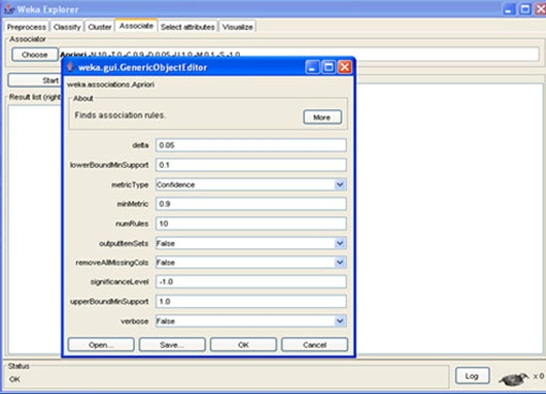 Weka Explorer
Preprocess Classify Cluster Associate Select attributes Visualize
Associator
Choose Apriori -N 10 -T 0 -C 0.9 -D 0.05 -U 1.0 -M 0.1 -S -1.0
Start
Result list (right
weka.gui.GenericObjectEditor
weka.associations.Apriori
About
Finds association rules.
More
delta 0.05
lowerBoundMinSupport 0.1
metricType Confidence
minMetric 0.9
numRules 10
outputItemSets False
removeAllMissingCols False
significanceLevel -1.0
upperBoundMinSupport 1.0
verbose False
Open... Save... OK Cancel
Status
OK
Log x 0